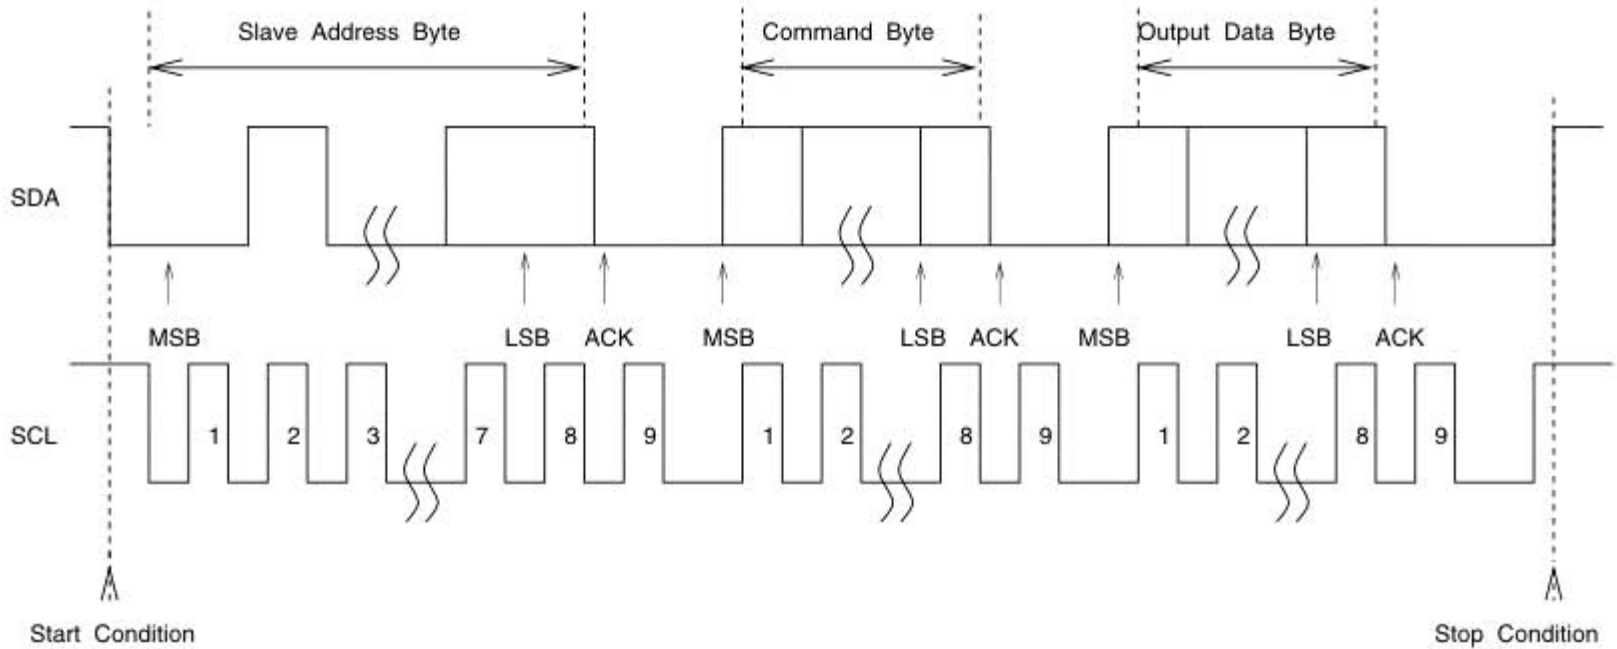 Slave Address Byte
Command Byte
Output Data Byte
SDA
MSB
LSB
ACK
MSB
LSB
ACK
MSB
LSB
ACK
SCL
1
2
3
7
8
9
1
2
8
9
1
2
8
9
Start Condition
Stop Condition